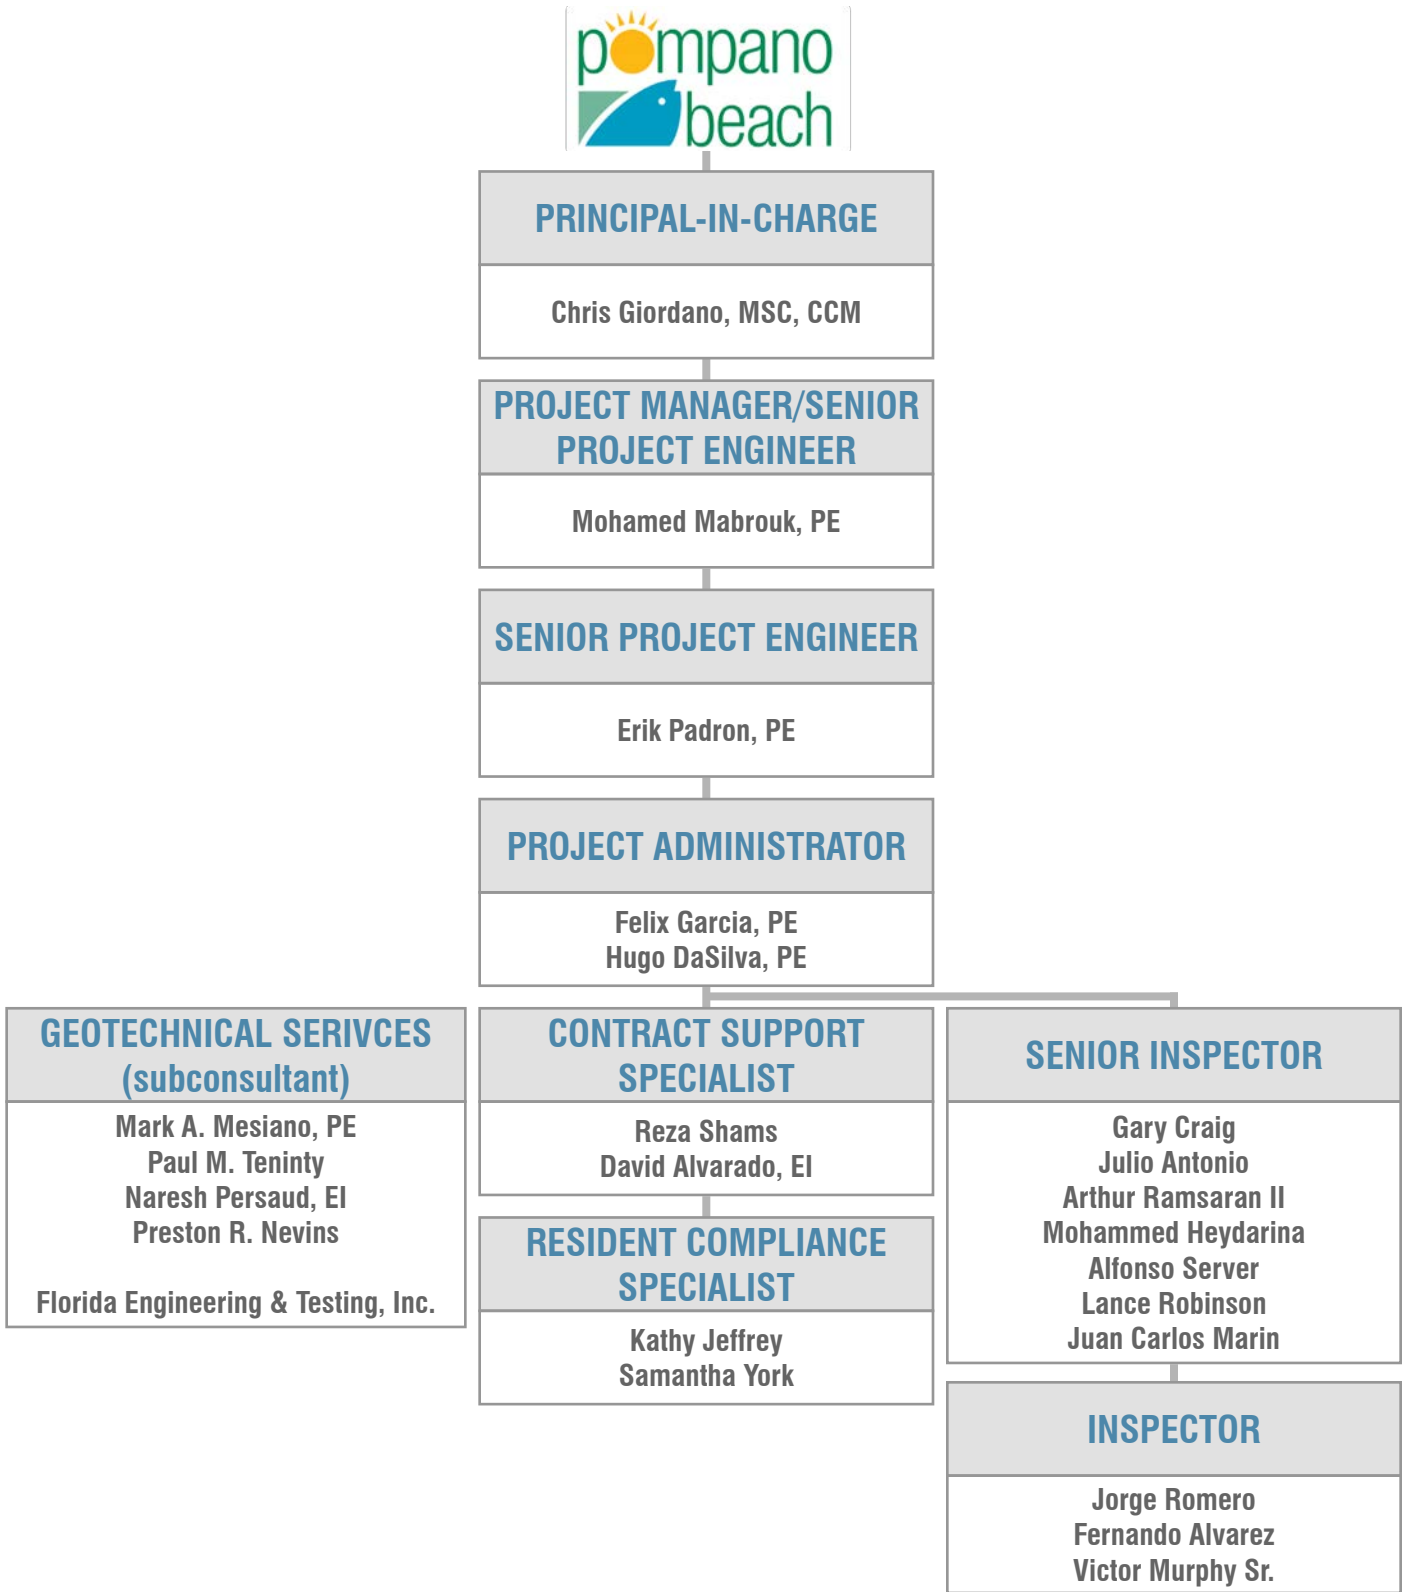 pompano
beach
PRINCIPAL-IN-CHARGE
Chris Giordano, MSC, CCM
PROJECT MANAGER/SENIOR
PROJECT ENGINEER
Mohamed Mabrouk, PE
SENIOR PROJECT ENGINEER
Erik Padron, PE
PROJECT ADMINISTRATOR
Felix Garcia, PE
Hugo DaSilva, PE
GEOTECHNICAL SERIVCES
(subconsultant)
Mark A. Mesiano, PE
Paul M. Teninty
Naresh Persaud, EI
Preston R. Nevins
Florida Engineering & Testing, Inc.
CONTRACT SUPPORT
SPECIALIST
Reza Shams
David Alvarado, EI
RESIDENT COMPLIANCE
SPECIALIST
Kathy Jeffrey
Samantha York
SENIOR INSPECTOR
Gary Craig
Julio Antonio
Arthur Ramsaran II
Mohammed Heydarina
Alfonso Server
Lance Robinson
Juan Carlos Marin
INSPECTOR
Jorge Romero
Fernando Alvarez
Victor Murphy Sr.